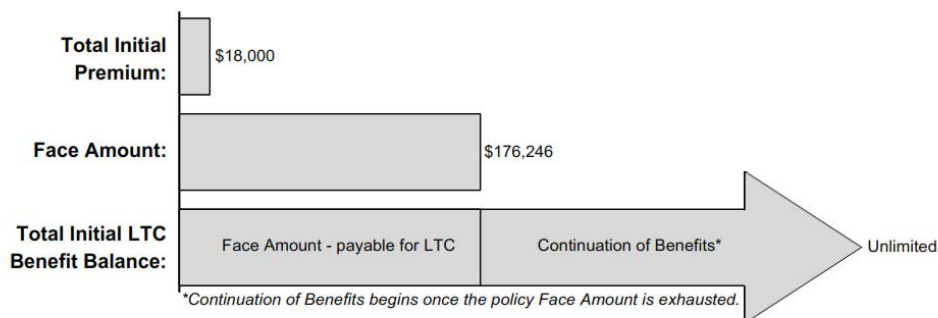 Total Initial
Premium:
$18,000
Face Amount:
$176,246
Total Initial LTC
Benefit Balance:
Face Amount - payable for LTC
Continuation of Benefits*
Unlimited
*Continuation of Benefits begins once the policy Face Amount is exhausted.